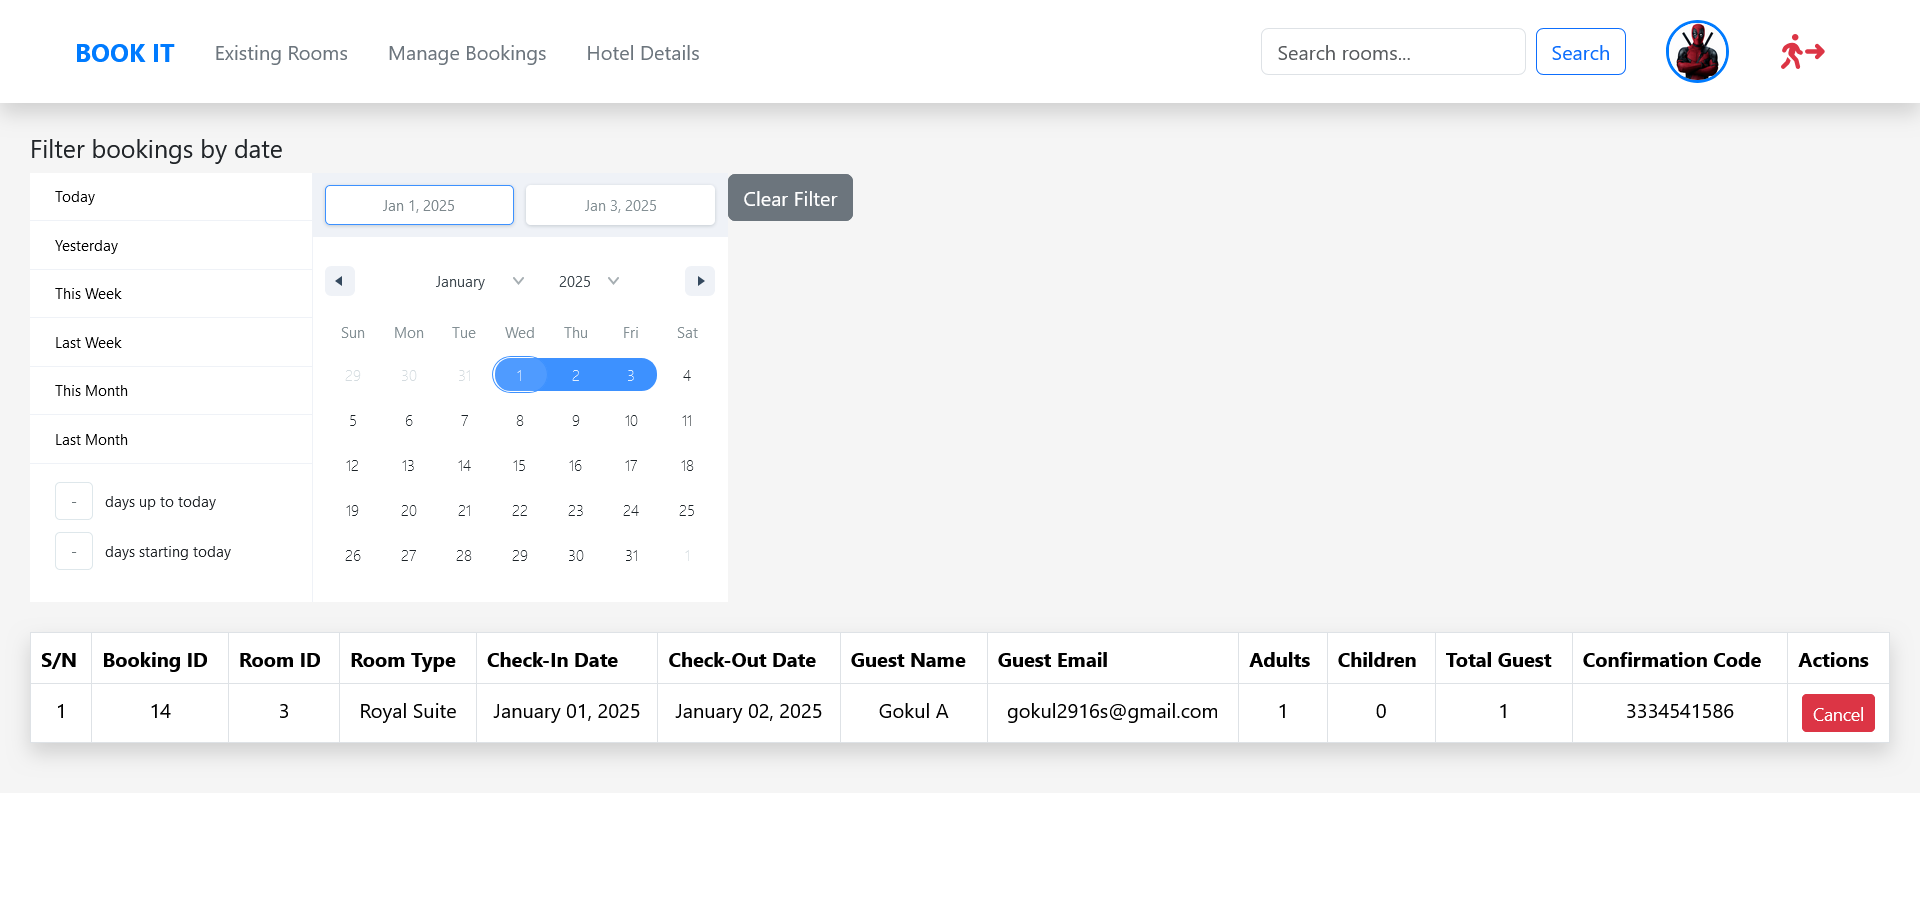 BOOK IT Existing Rooms Manage Bookings Hotel Details Search rooms... Search
Filter bookings by date
Today
Yesterday
This Week
Last Week
This Month
Last Month
- days up to today
- days starting today
Jan 1, 2025 Jan 3, 2025 Clear Filter
January 2025
Sun Mon Tue Wed Thu Fri Sat
29 30 31 1 2 3 4
5 6 7 8 9 10 11
12 13 14 15 16 17 18
19 20 21 22 23 24 25
26 27 28 29 30 31 1
S/N Booking ID Room ID Room Type Check-In Date Check-Out Date Guest Name Guest Email Adults Children Total Guest Confirmation Code Actions
1 14 3 Royal Suite January 01, 2025 January 02, 2025 Gokul A gokul2916s@gmail.com 1 0 1 3334541586 Cancel